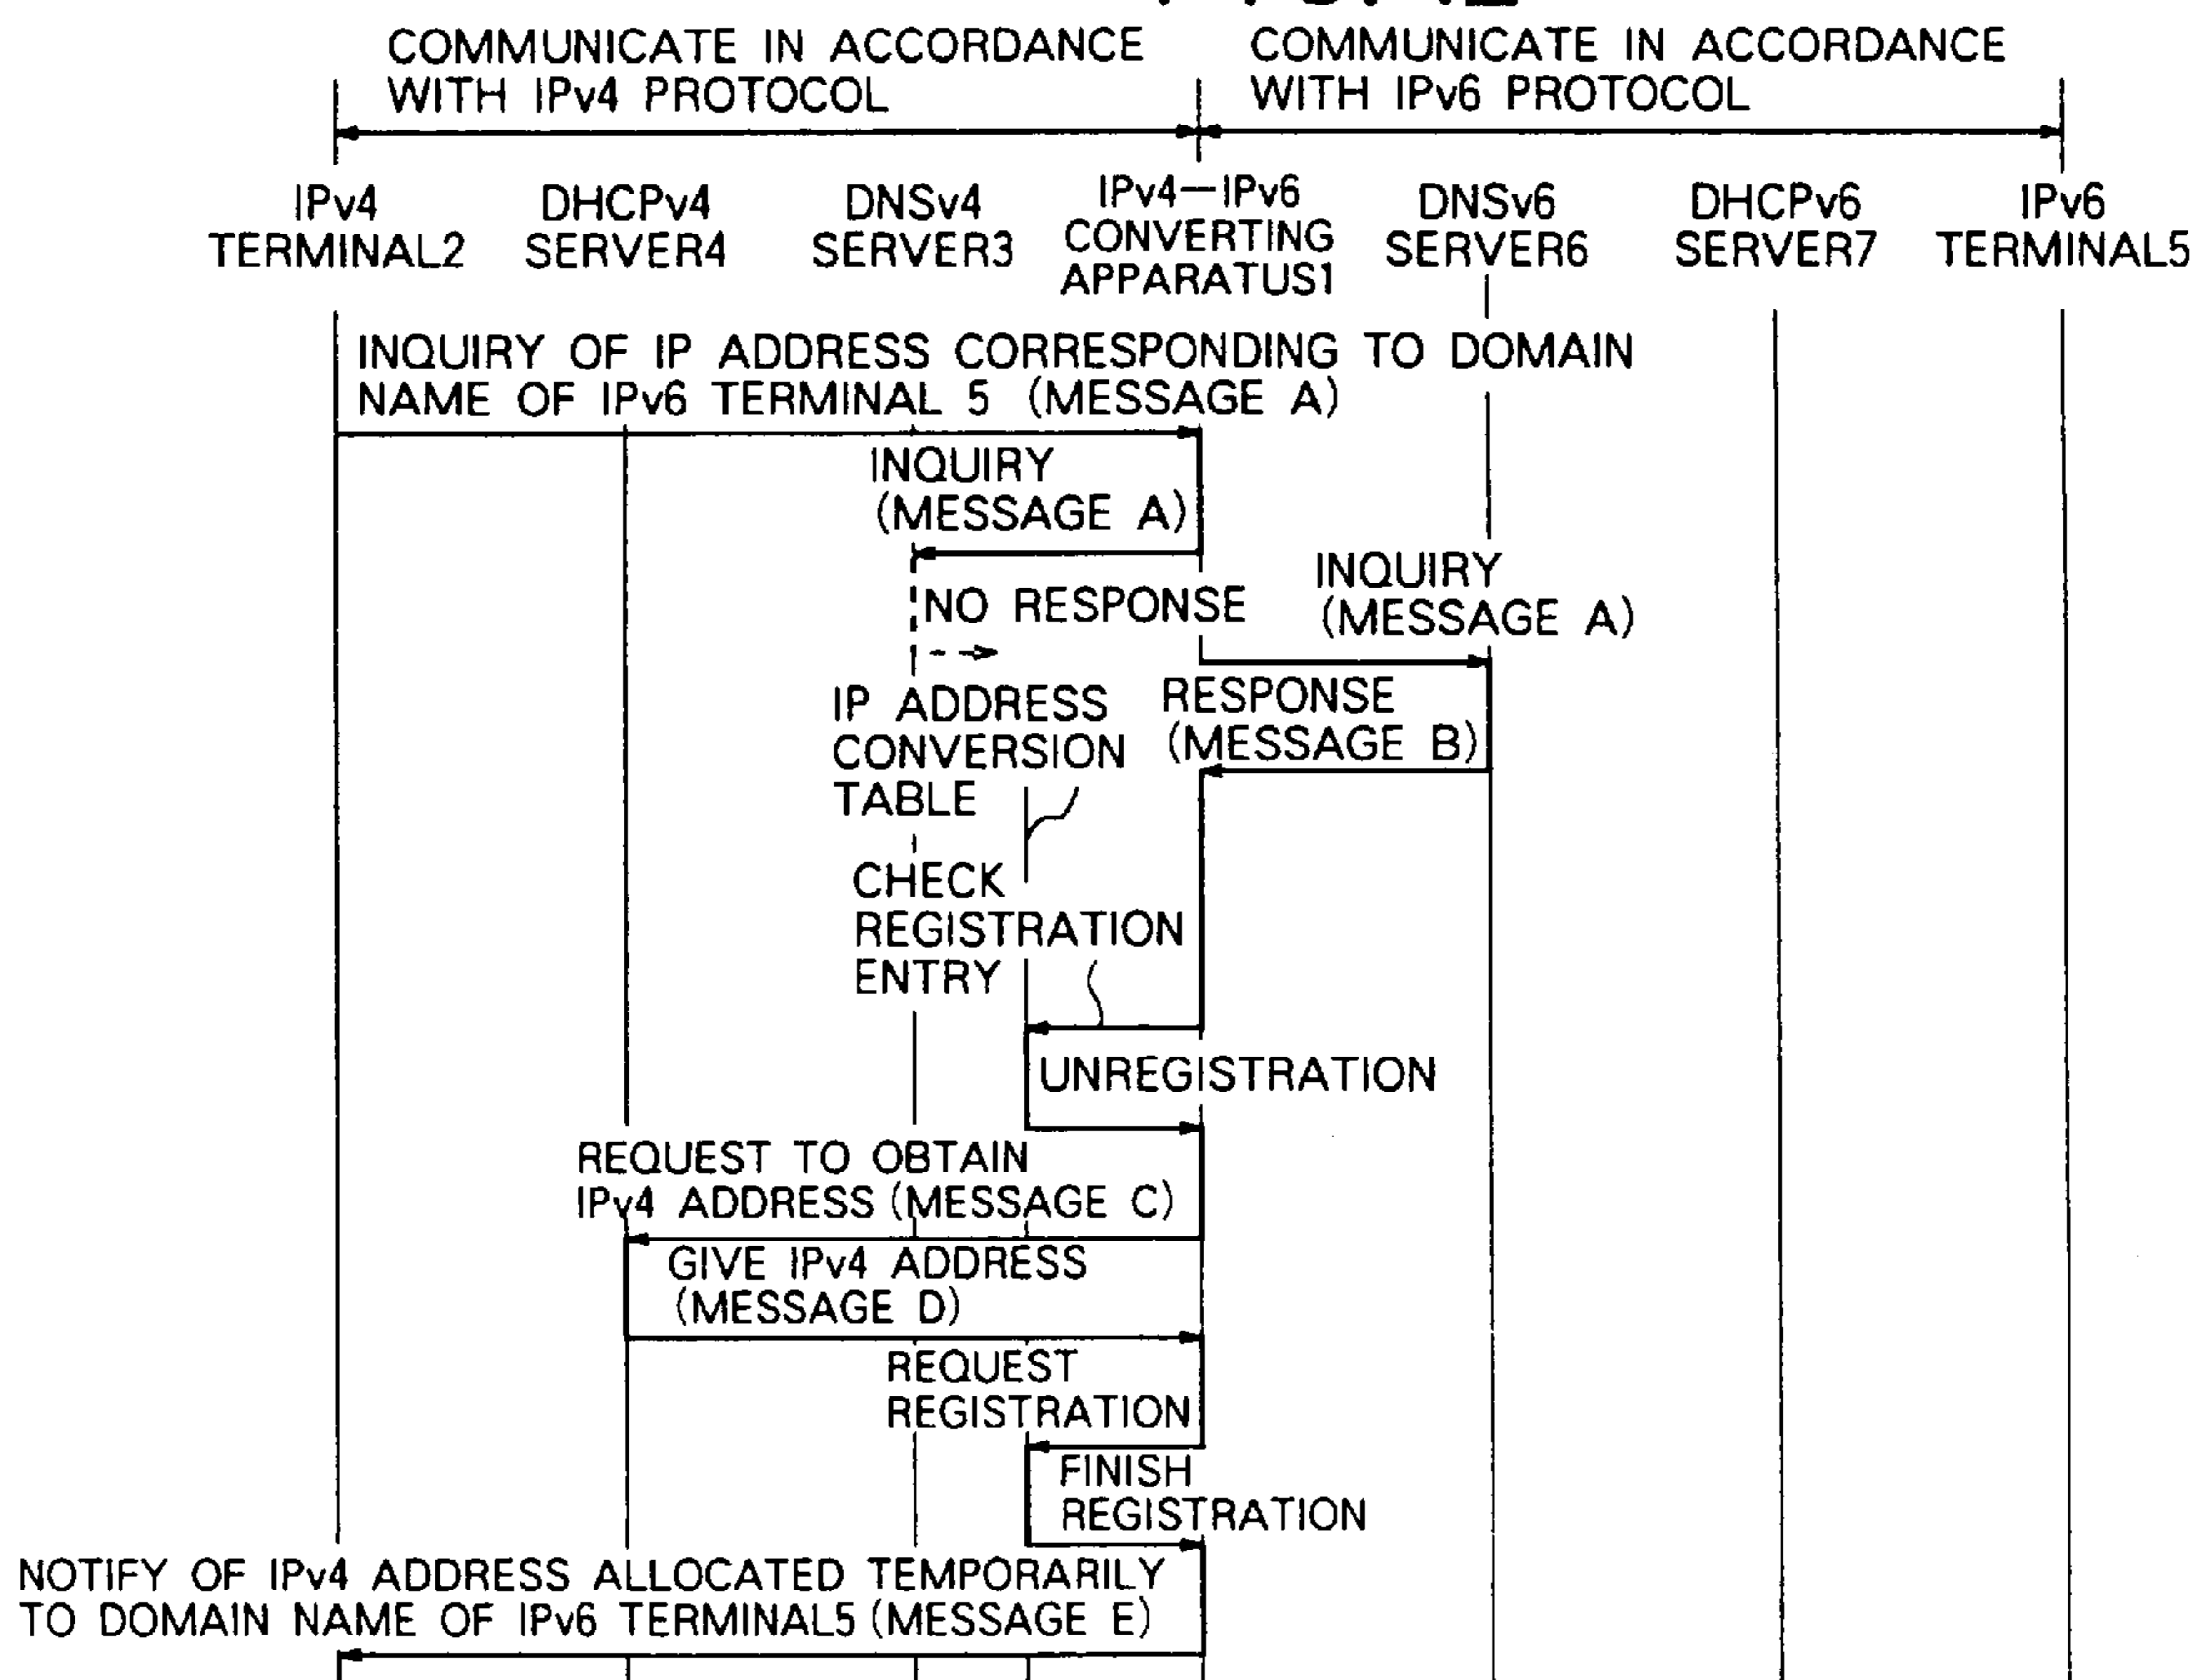 COMMUNICATE IN ACCORDANCE
WITH IPv4 PROTOCOL
COMMUNICATE IN ACCORDANCE
WITH IPv6 PROTOCOL
IPv4
TERMINAL2
DHCPv4
SERVER4
DNSv4
SERVER3
IPv4—IPv6
CONVERTING
APPARATUS1
DNSv6
SERVER6
DHCPv6
SERVER7
IPv6
TERMINAL5
INQUIRY OF IP ADDRESS CORRESPONDING TO DOMAIN
NAME OF IPv6 TERMINAL 5 (MESSAGE A)
INQUIRY
(MESSAGE A)
NO RESPONSE
INQUIRY
(MESSAGE A)
RESPONSE
(MESSAGE B)
IP ADDRESS
CONVERSION
TABLE
CHECK
REGISTRATION
ENTRY
UNREGISTRATION
REQUEST TO OBTAIN
IPv4 ADDRESS (MESSAGE C)
GIVE IPv4 ADDRESS
(MESSAGE D)
REQUEST
REGISTRATION
FINISH
REGISTRATION
NOTIFY OF IPv4 ADDRESS ALLOCATED TEMPORARILY
TO DOMAIN NAME OF IPv6 TERMINAL5 (MESSAGE E)